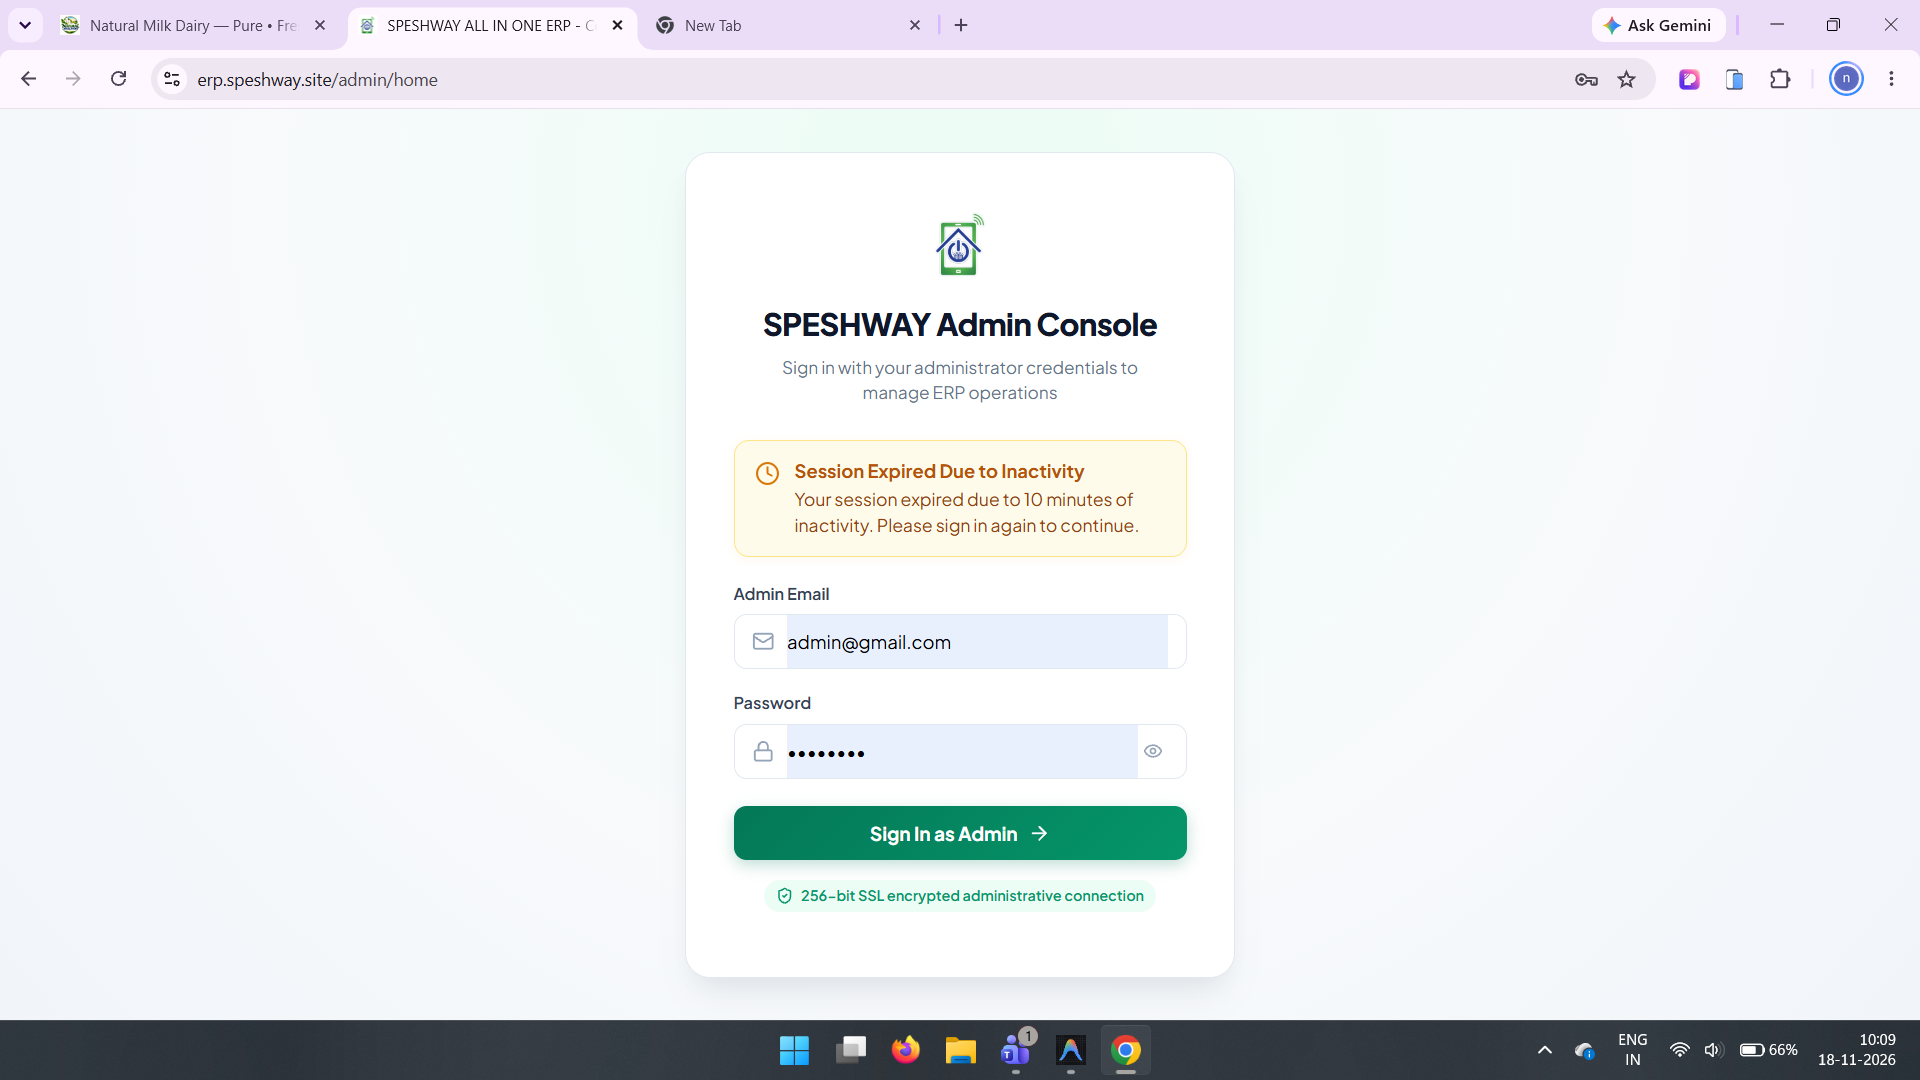 Natural Milk Dairy — Pure • Fre
SPESHWAY ALL IN ONE ERP - C
New Tab
Ask Gemini
erp.speshway.site/admin/home
n
SPESHWAY Admin Console
Sign in with your administrator credentials to
manage ERP operations
Session Expired Due to Inactivity
Your session expired due to 10 minutes of
inactivity. Please sign in again to continue.
Admin Email
admin@gmail.com
Password
••••••••
Sign In as Admin →
256-bit SSL encrypted administrative connection
1
ENG
IN
66%
10:09
18-11-2026